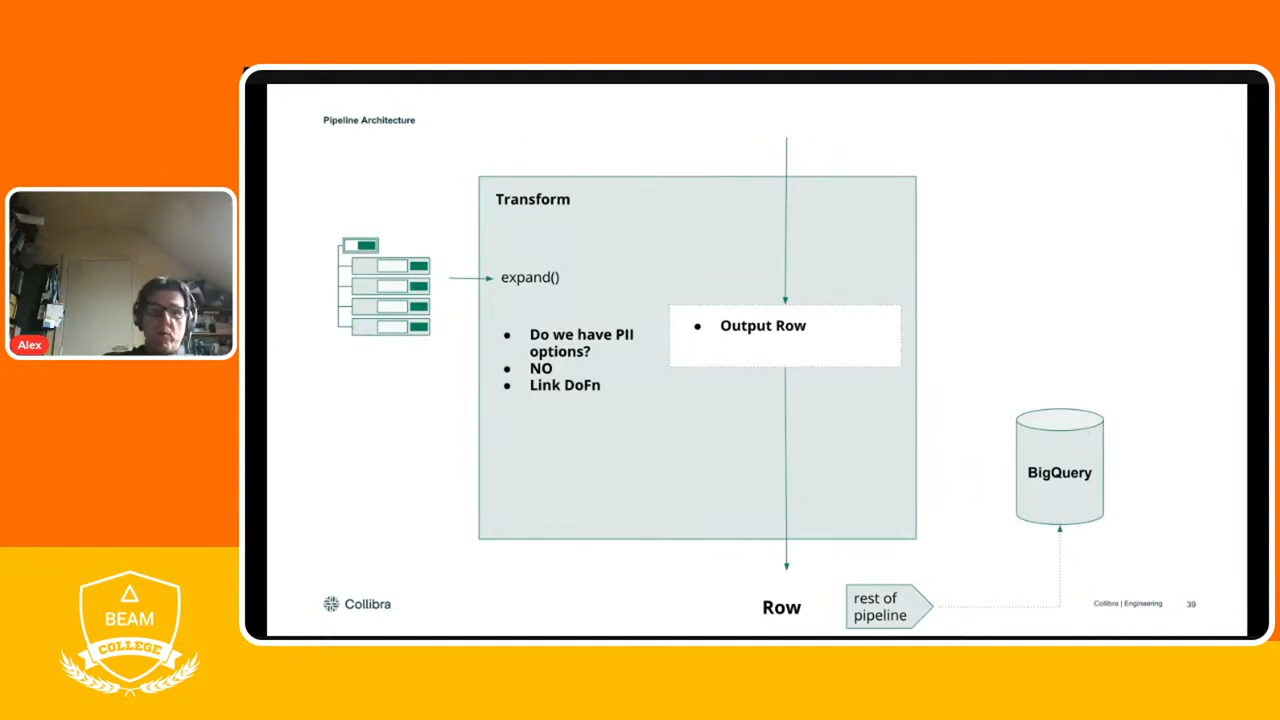 Pipeline Architecture
Transform
expand()
Do we have PII
options?
NO
Link DoFn
Output Row
BigQuery
Row
rest of
pipeline
Collibra
Collibra | Engineering
39
Alex
BEAM
COLLEGE